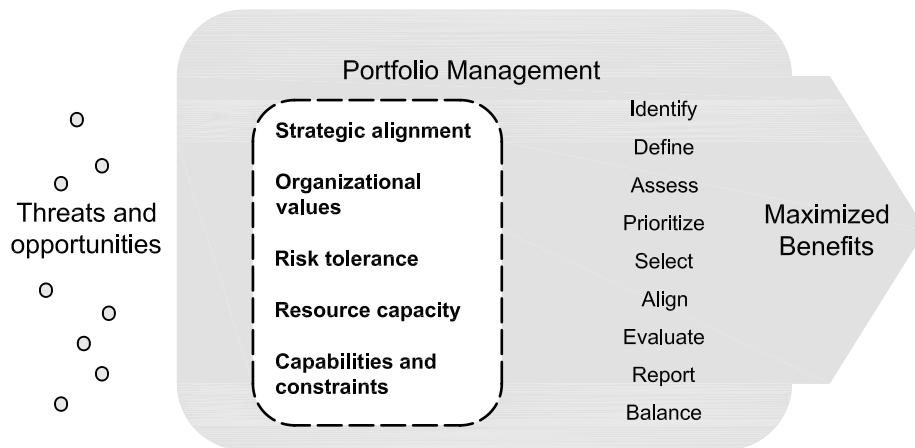 Portfolio Management
Threats and
opportunities
Strategic alignment
Organizational
values
Risk tolerance
Resource capacity
Capabilities and
constraints
Identify
Define
Assess
Prioritize
Select
Align
Evaluate
Report
Balance
Maximized
Benefits